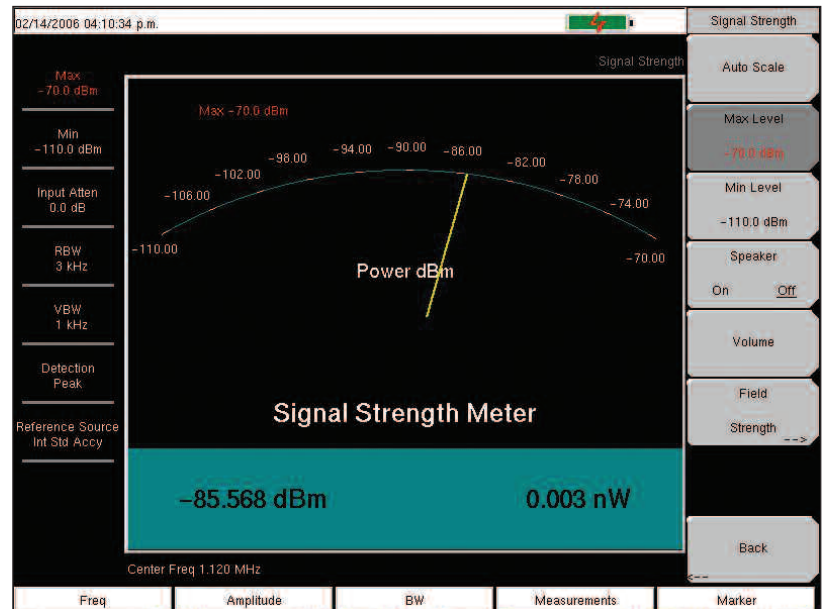 02/14/2006 04:10:34 p.m.
Signal Strength
Signal Strength
Max
-70.0 dBm
Min
-110.0 dBm
Input Atten
0.0 dB
RBW
3 kHz
VBW
1 kHz
Detection
Peak
Reference Source
Int Std Accy
Max -70.0 dBm
-110.00
-106.00
-102.00
-98.00
-94.00
-90.00
-86.00
-82.00
-78.00
-74.00
-70.00
Power dBm
Signal Strength Meter
-85.568 dBm
0.003 nW
Center Freq 1.120 MHz
Auto Scale
Max Level
-70.0 dBm
Min Level
-110.0 dBm
Speaker
On Off
Volume
Field
Strength
-->
Back
<--
Freq
Amplitude
BW
Measurements
Marker